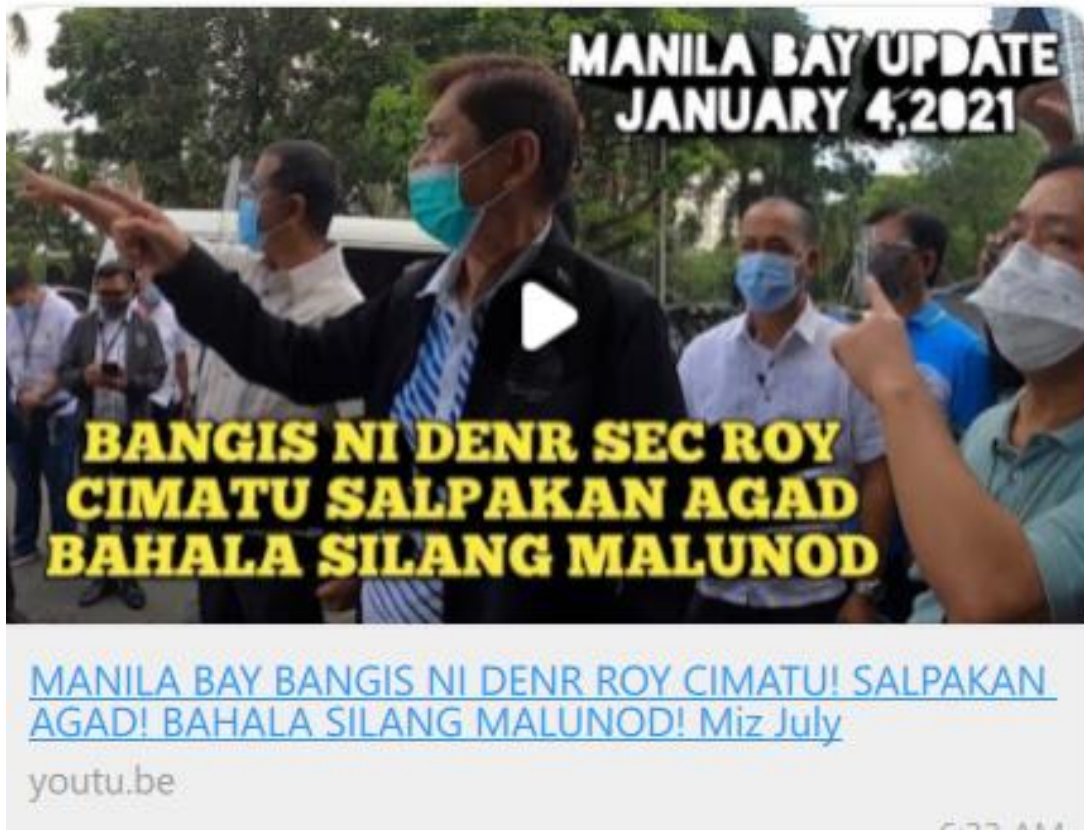 MANILA BAY UPDATE
JANUARY 4,2021
BANGIS NI DENR SEC ROY
CIMATU SALPAKAN AGAD
BAHALA SILANG MALUNOD
MANILA BAY BANGIS NI DENR ROY CIMATU! SALPAKAN
AGAD! BAHALA SILANG MALUNOD! Miz July
youtu.be